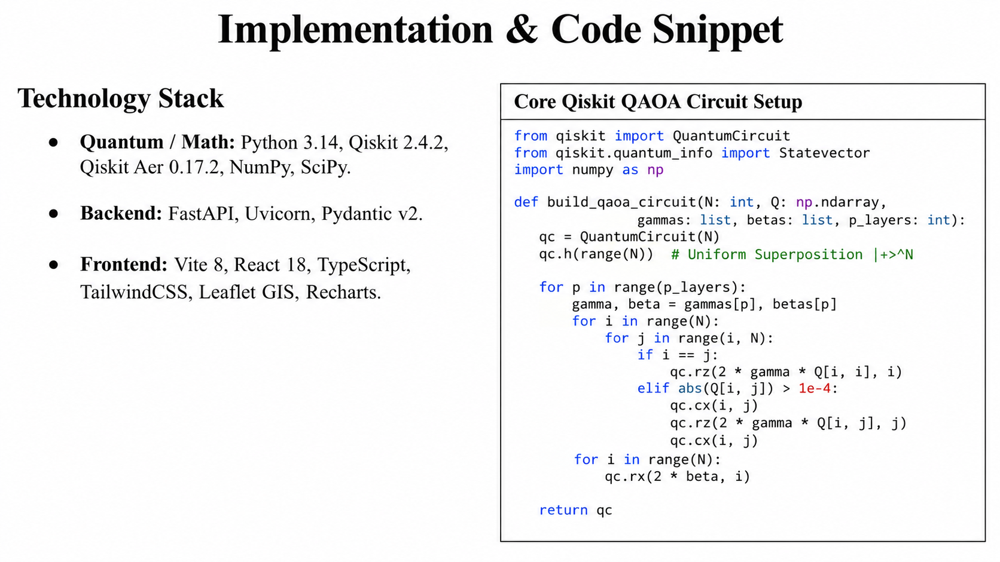 Implementation & Code Snippet
Technology Stack
● Quantum / Math: Python 3.14, Qiskit 2.4.2,
Qiskit Aer 0.17.2, NumPy, SciPy.
● Backend: FastAPI, Uvicorn, Pydantic v2.
● Frontend: Vite 8, React 18, TypeScript,
TailwindCSS, Leaflet GIS, Recharts.
Core Qiskit QAOA Circuit Setup
from qiskit import QuantumCircuit
from qiskit.quantum_info import Statevector
import numpy as np

def build_qaoa_circuit(N: int, Q: np.ndarray,
               gammas: list, betas: list, p_layers: int):
   qc = QuantumCircuit(N)
   qc.h(range(N))  # Uniform Superposition |+>^N

   for p in range(p_layers):
       gamma, beta = gammas[p], betas[p]
       for i in range(N):
           for j in range(i, N):
               if i == j:
                   qc.rz(2 * gamma * Q[i, i], i)
               elif abs(Q[i, j]) > 1e-4:
                   qc.cx(i, j)
                   qc.rz(2 * gamma * Q[i, j], j)
                   qc.cx(i, j)
       for i in range(N):
           qc.rx(2 * beta, i)

   return qc